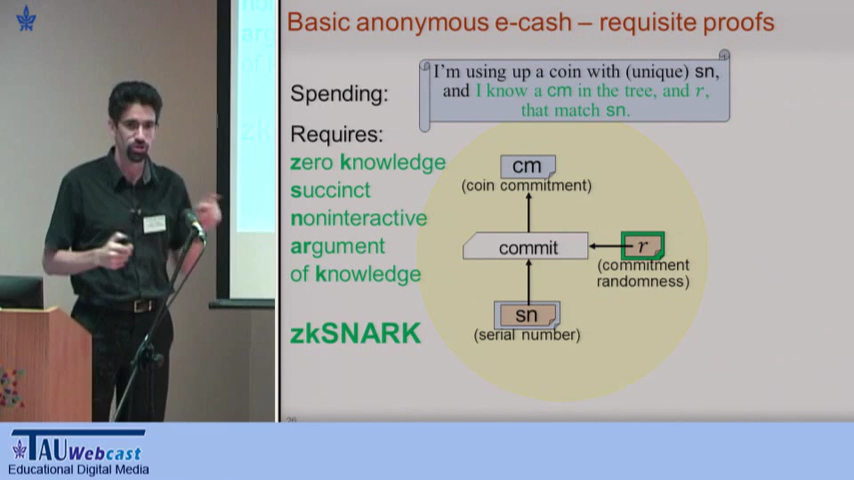 Basic anonymous e-cash – requisite proofs
Spending:
I'm using up a coin with (unique) sn,
and I know a cm in the tree, and r,
that match sn.
Requires:
zero knowledge
succinct
noninteractive
argument
of knowledge
zkSNARK
cm
(coin commitment)
commit
r
(commitment
randomness)
sn
(serial number)
TAU Webcast
Educational Digital Media